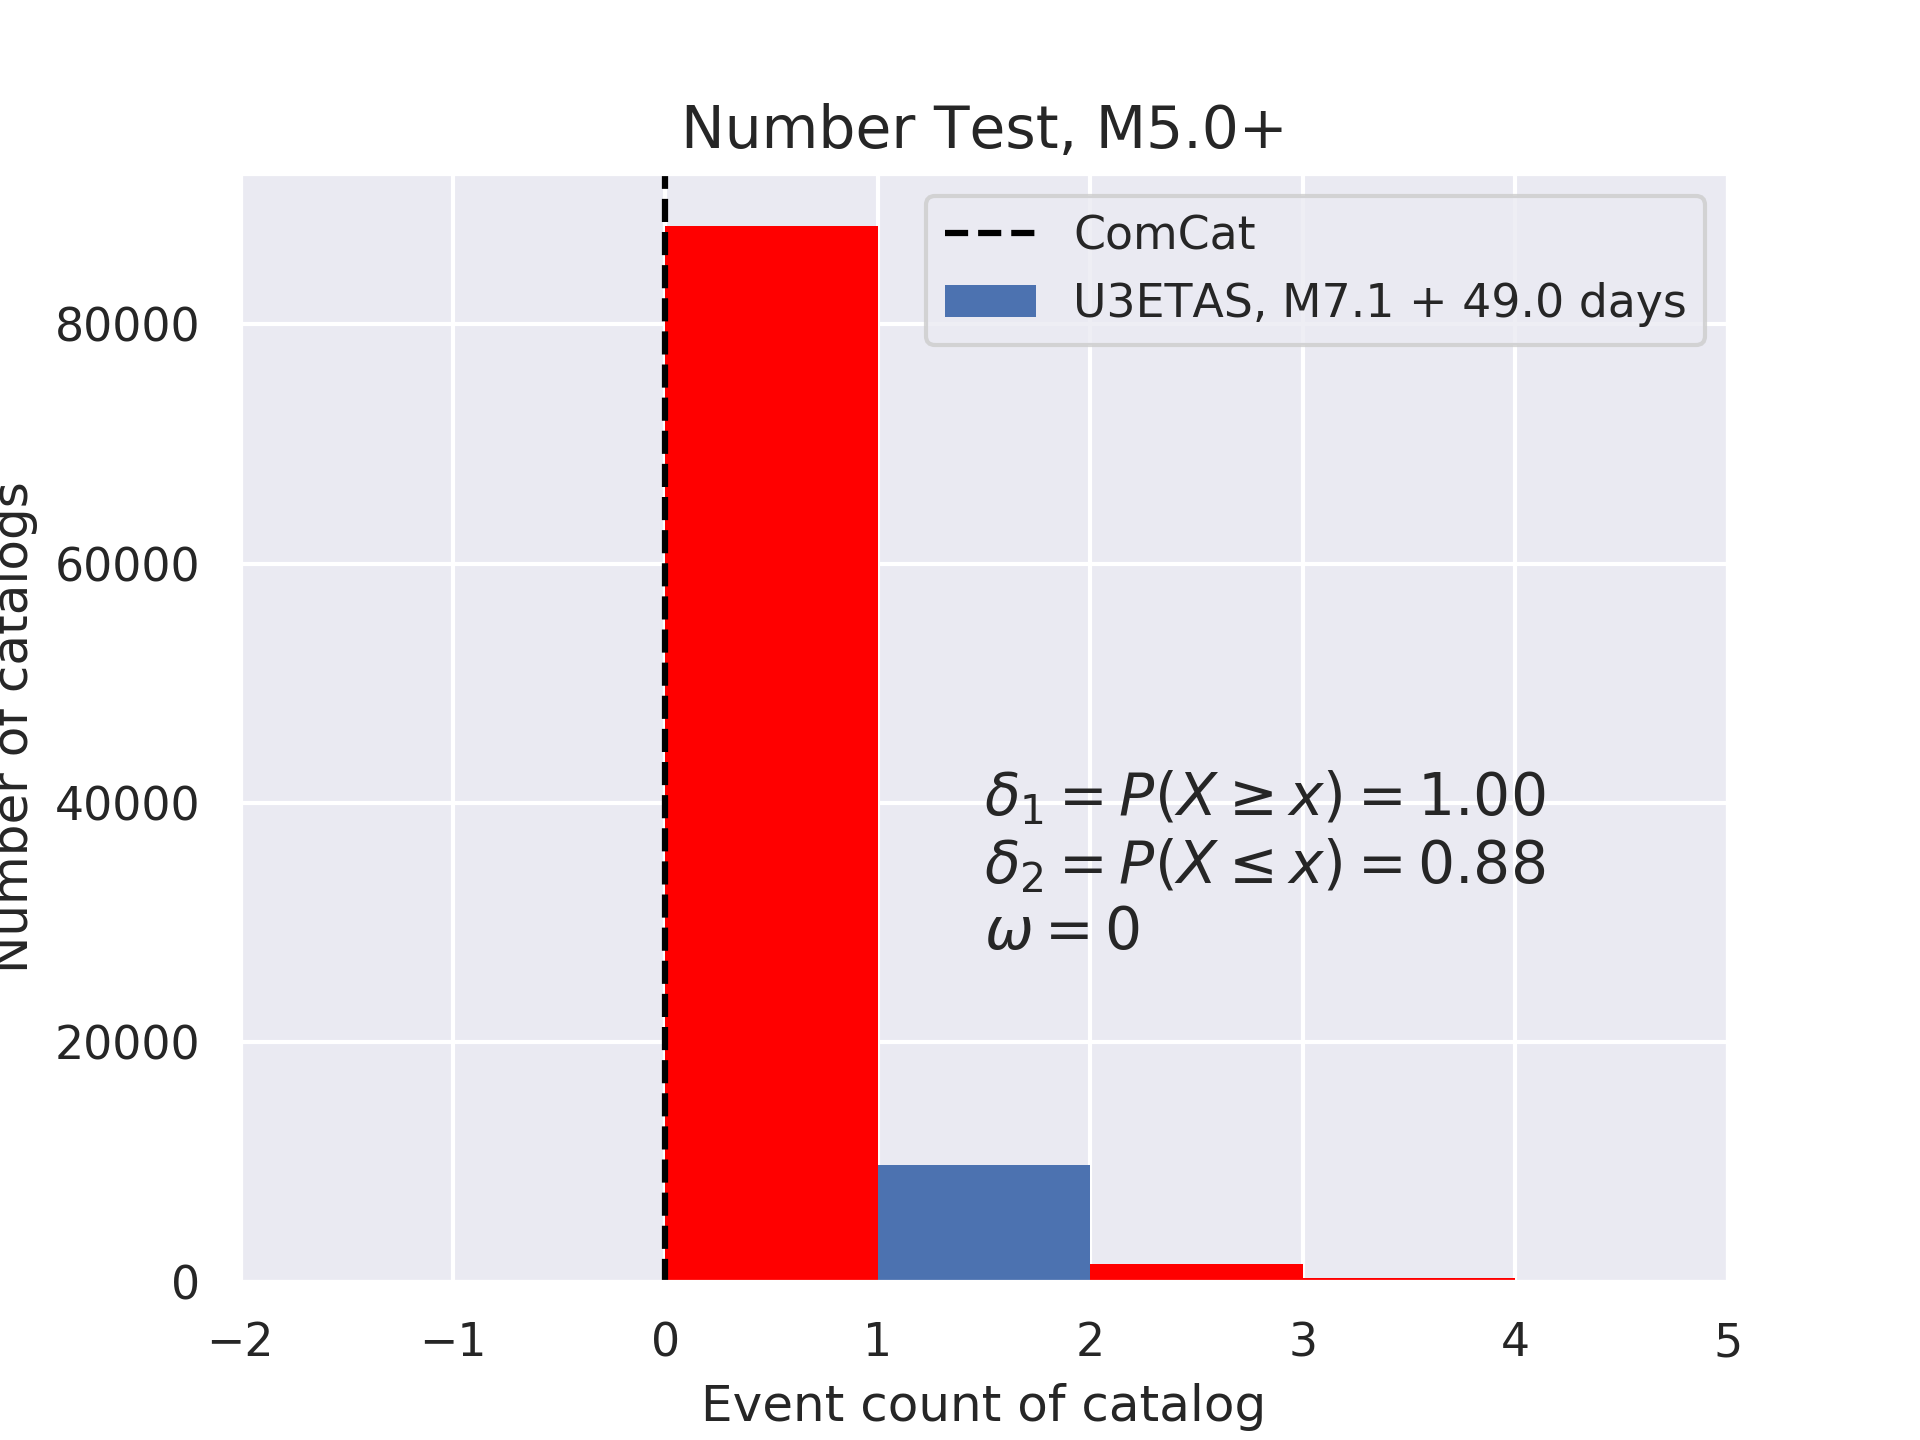 Number Test, M5.0+
ComCat
U3ETAS, M7.1 + 49.0 days
80000
60000
40000
20000
0
Number of catalogs
δ₁ = P(X ≥ x) = 1.00
δ₂ = P(X ≤ x) = 0.88
ω = 0
−2 −1 0 1 2 3 4 5
Event count of catalog